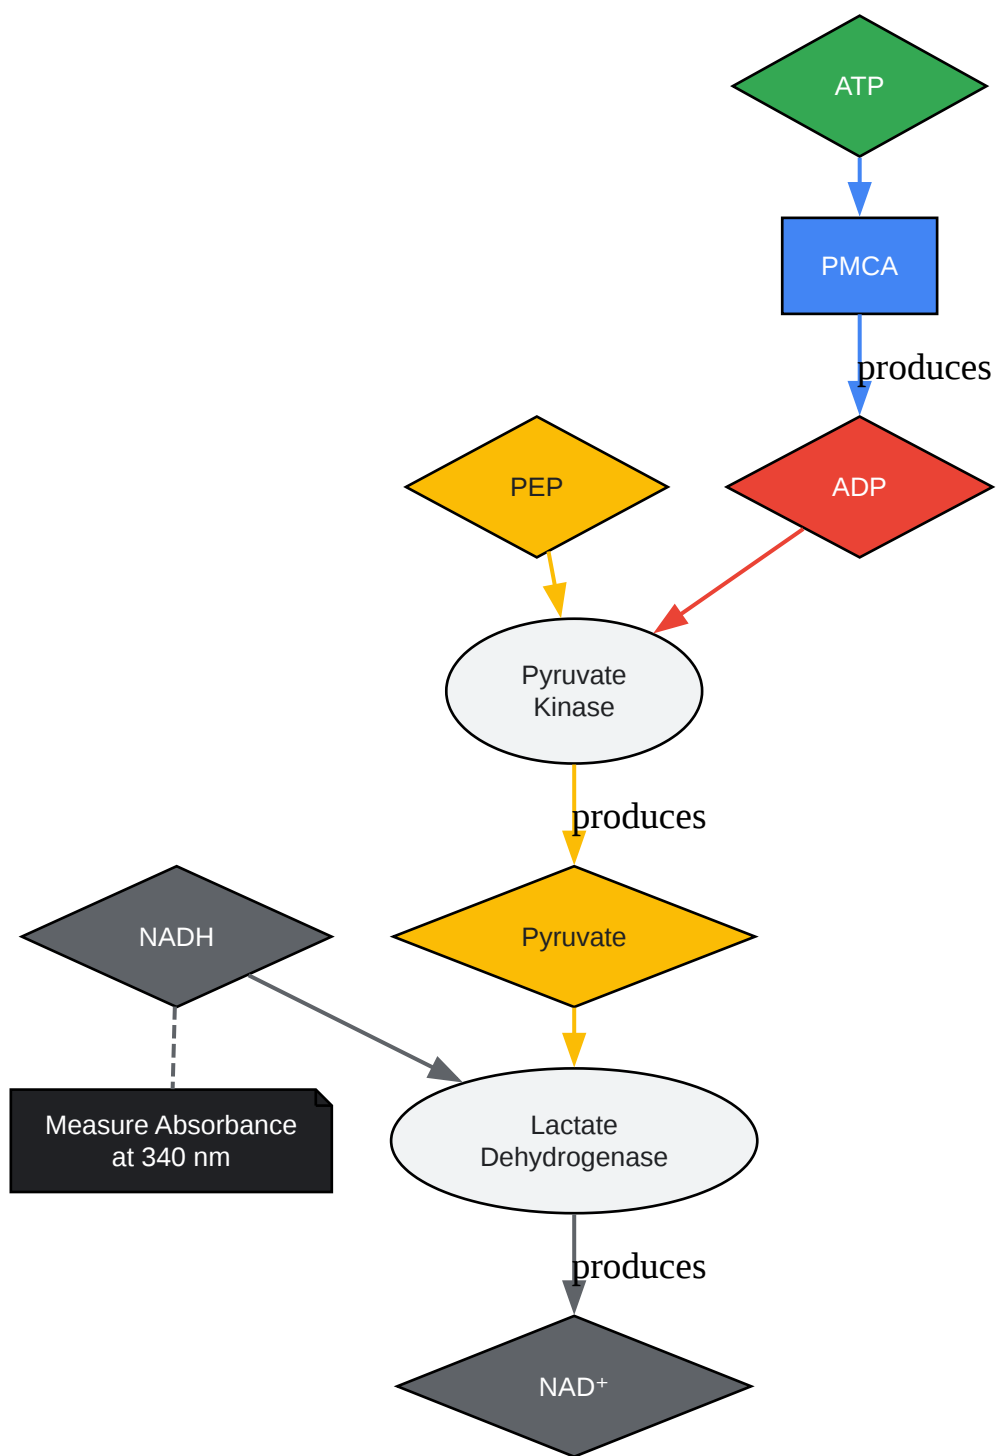 ATP
PMCA
produces
PEP
ADP
Pyruvate
Kinase
produces
NADH
Pyruvate
Measure Absorbance
at 340 nm
Lactate
Dehydrogenase
produces
NAD⁺